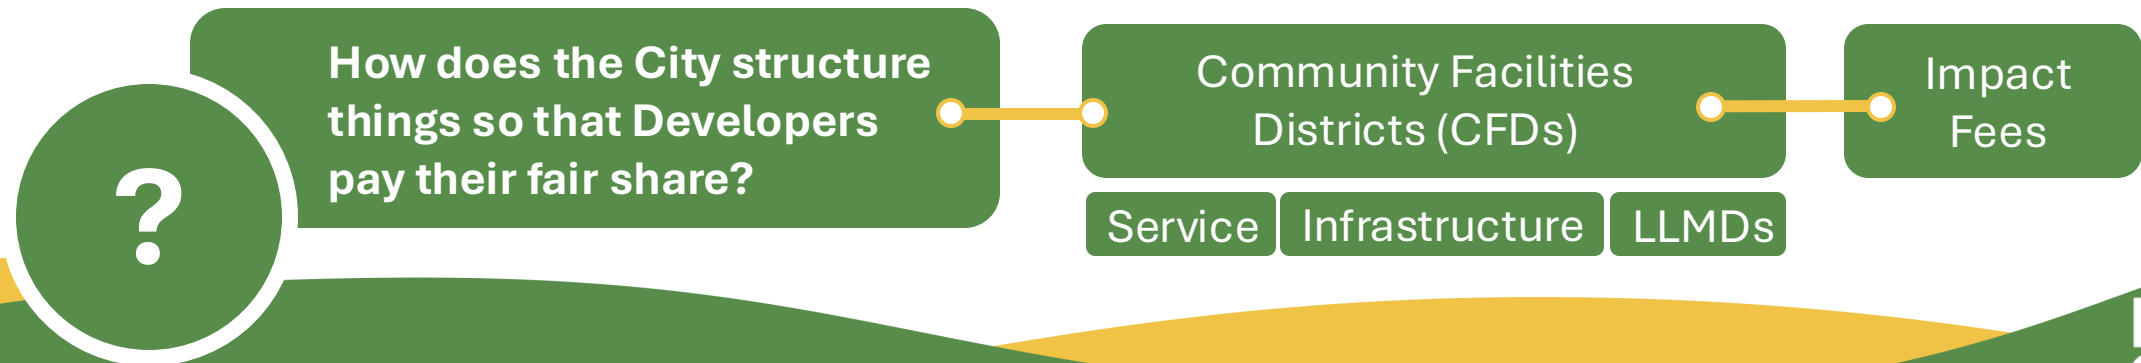 ?
How does the City structure
things so that Developers
pay their fair share?
Community Facilities
Districts (CFDs)
Service
Infrastructure
LLMDs
Impact
Fees